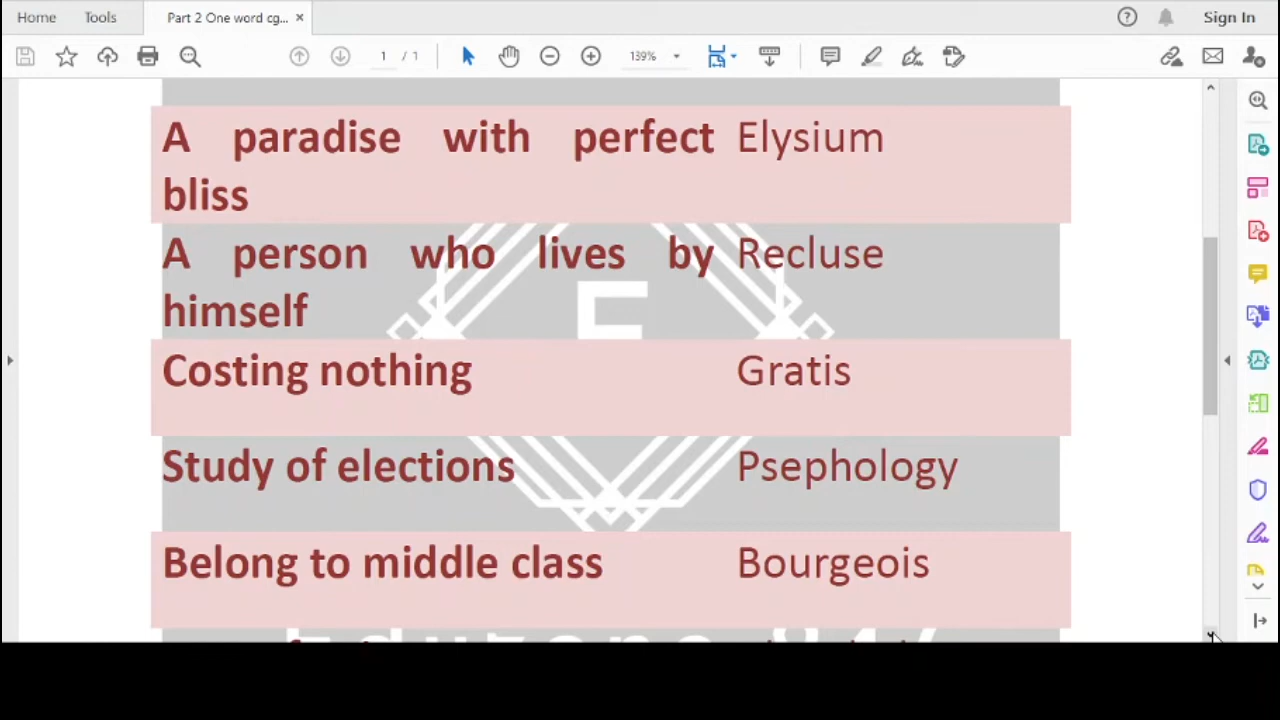 Home Tools Part 2 One word cg... × Sign In
1 / 1 139%
A paradise with perfect Elysium
bliss
A person who lives by Recluse
himself
E
Costing nothing Gratis
Study of elections Psephology
Belong to middle class Bourgeois